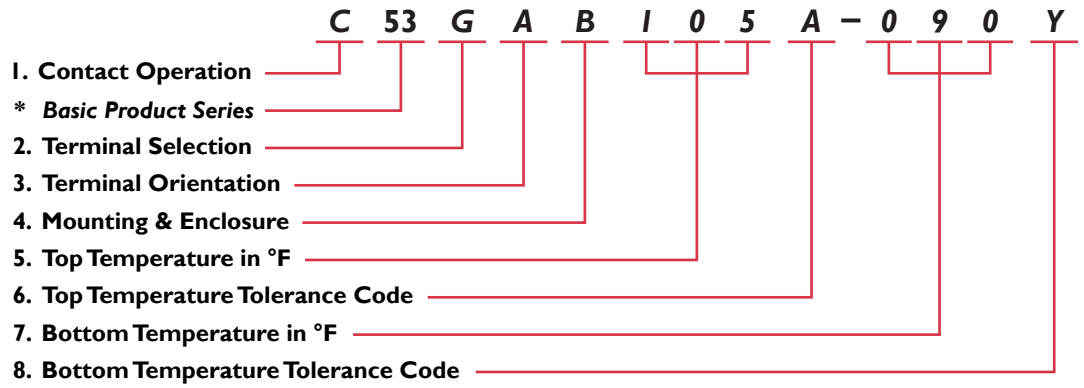 C 53 G A B 1 0 5 A – 0 9 0 Y
1. Contact Operation
* Basic Product Series
2. Terminal Selection
3. Terminal Orientation
4. Mounting & Enclosure
5. Top Temperature in °F
6. Top Temperature Tolerance Code
7. Bottom Temperature in °F
8. Bottom Temperature Tolerance Code